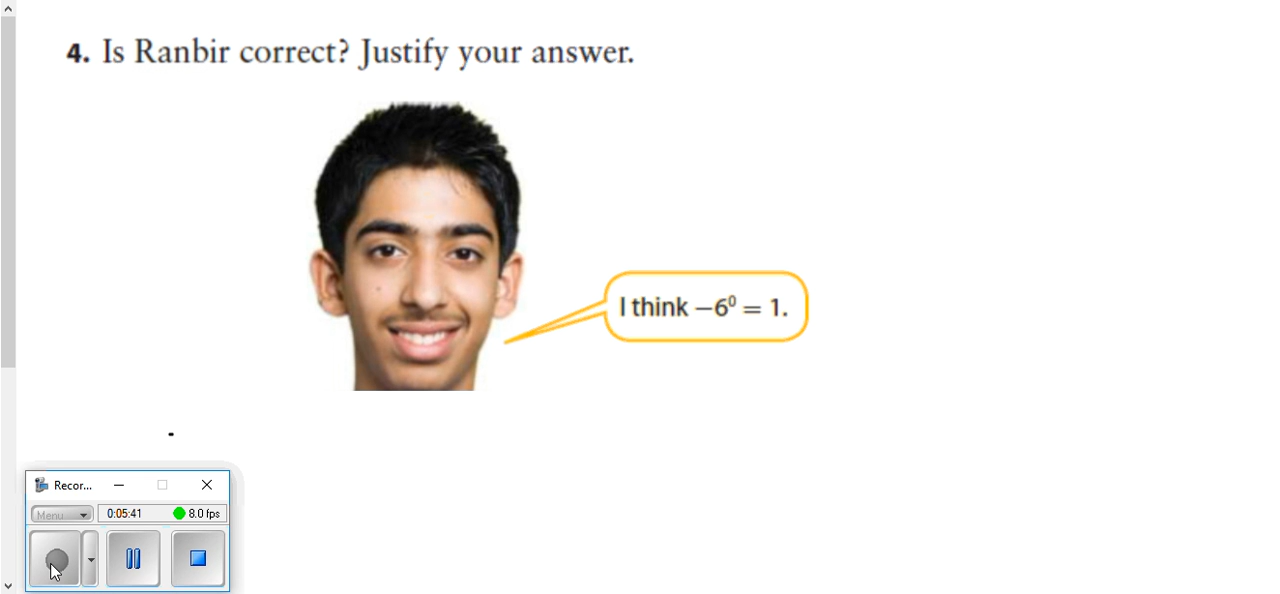 4. Is Ranbir correct? Justify your answer.
I think −6⁰ = 1.
Recor...
Menu
0:05:41
8.0 fps